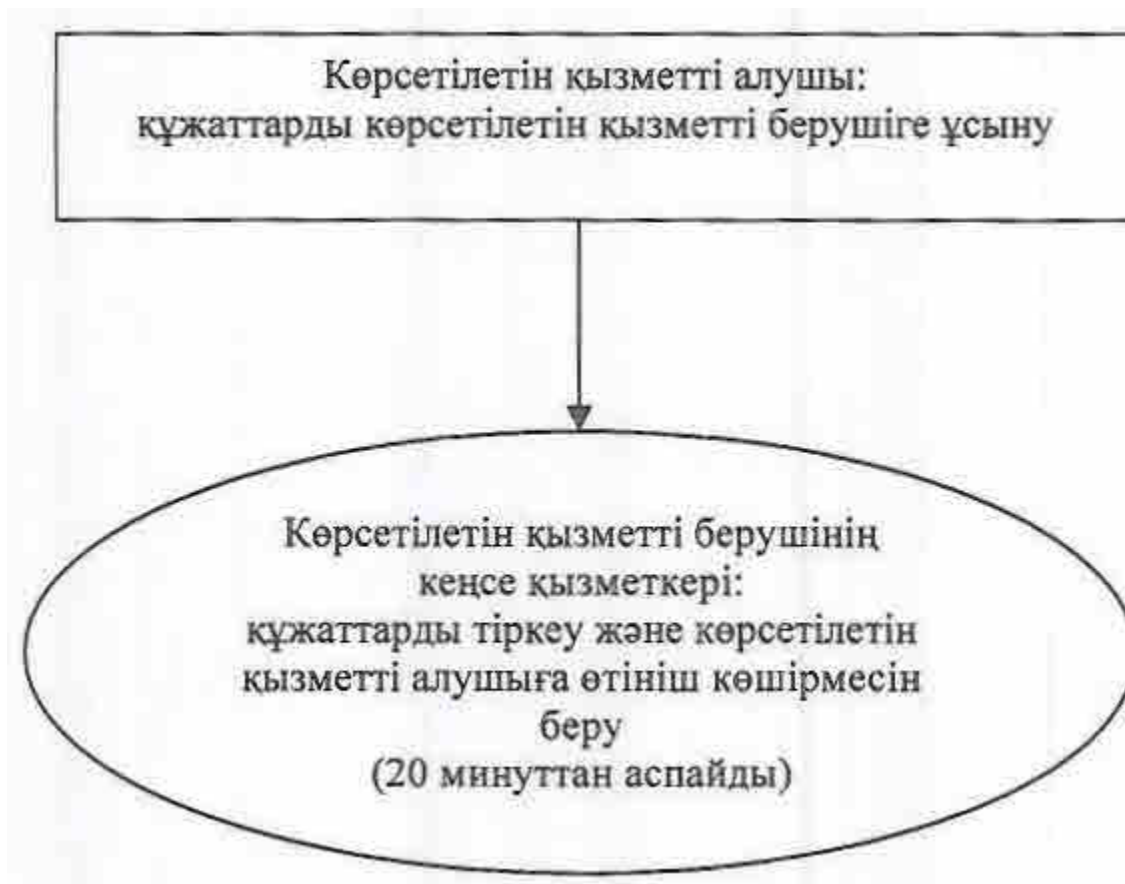 Көрсетілетін қызметті алушы:
құжаттарды көрсетілетін қызметті берушіге ұсыну
Көрсетілетін қызметті берушінің
кеңсе қызметкері:
құжаттарды тіркеу және көрсетілетін
қызметті алушыға өтініш көшірмесін
беру
(20 минуттан аспайды)